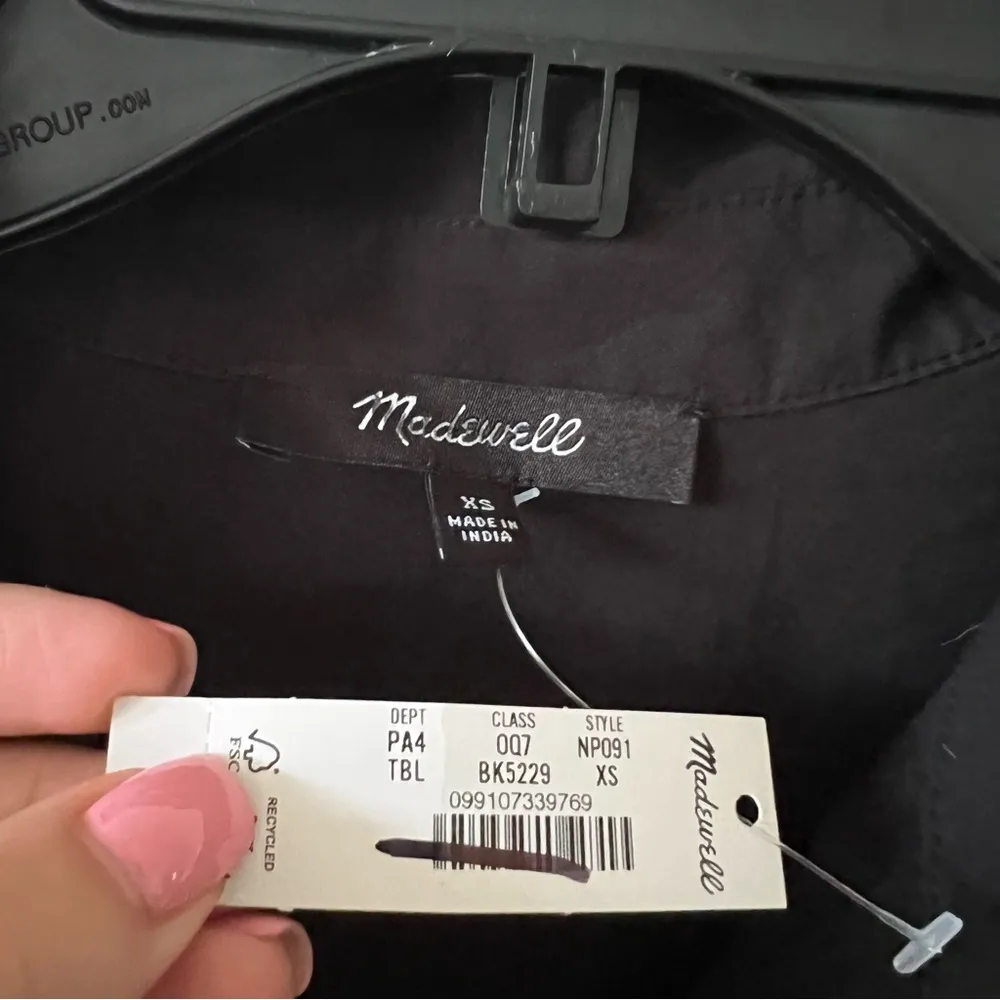 GROUP.COM
Madewell
XS
MADE IN
INDIA
DEPT CLASS STYLE
PA4 0Q7 NP091
TBL BK5229 XS
099107339769
FSC
RECYCLED
Madewell